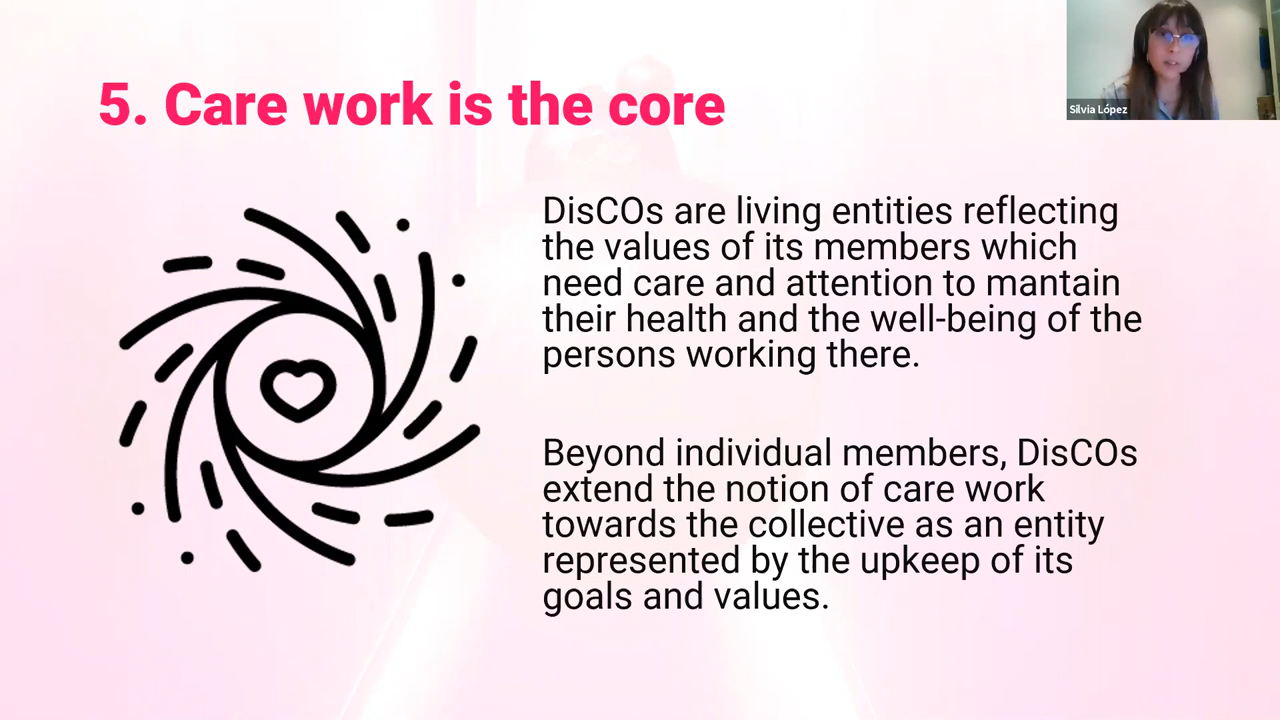 5. Care work is the core
Silvia López
DisCOs are living entities reflecting
the values of its members which
need care and attention to mantain
their health and the well-being of the
persons working there.
Beyond individual members, DisCOs
extend the notion of care work
towards the collective as an entity
represented by the upkeep of its
goals and values.